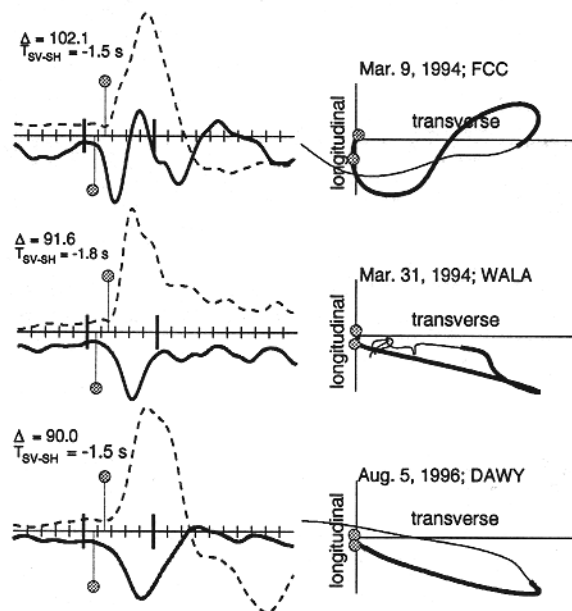 Δ = 102.1
T_SV-SH = -1.5 s
Mar. 9, 1994; FCC
transverse
longitudinal
Δ = 91.6
T_SV-SH = -1.8 s
Mar. 31, 1994; WALA
transverse
longitudinal
Δ = 90.0
T_SV-SH = -1.5 s
Aug. 5, 1996; DAWY
transverse
longitudinal